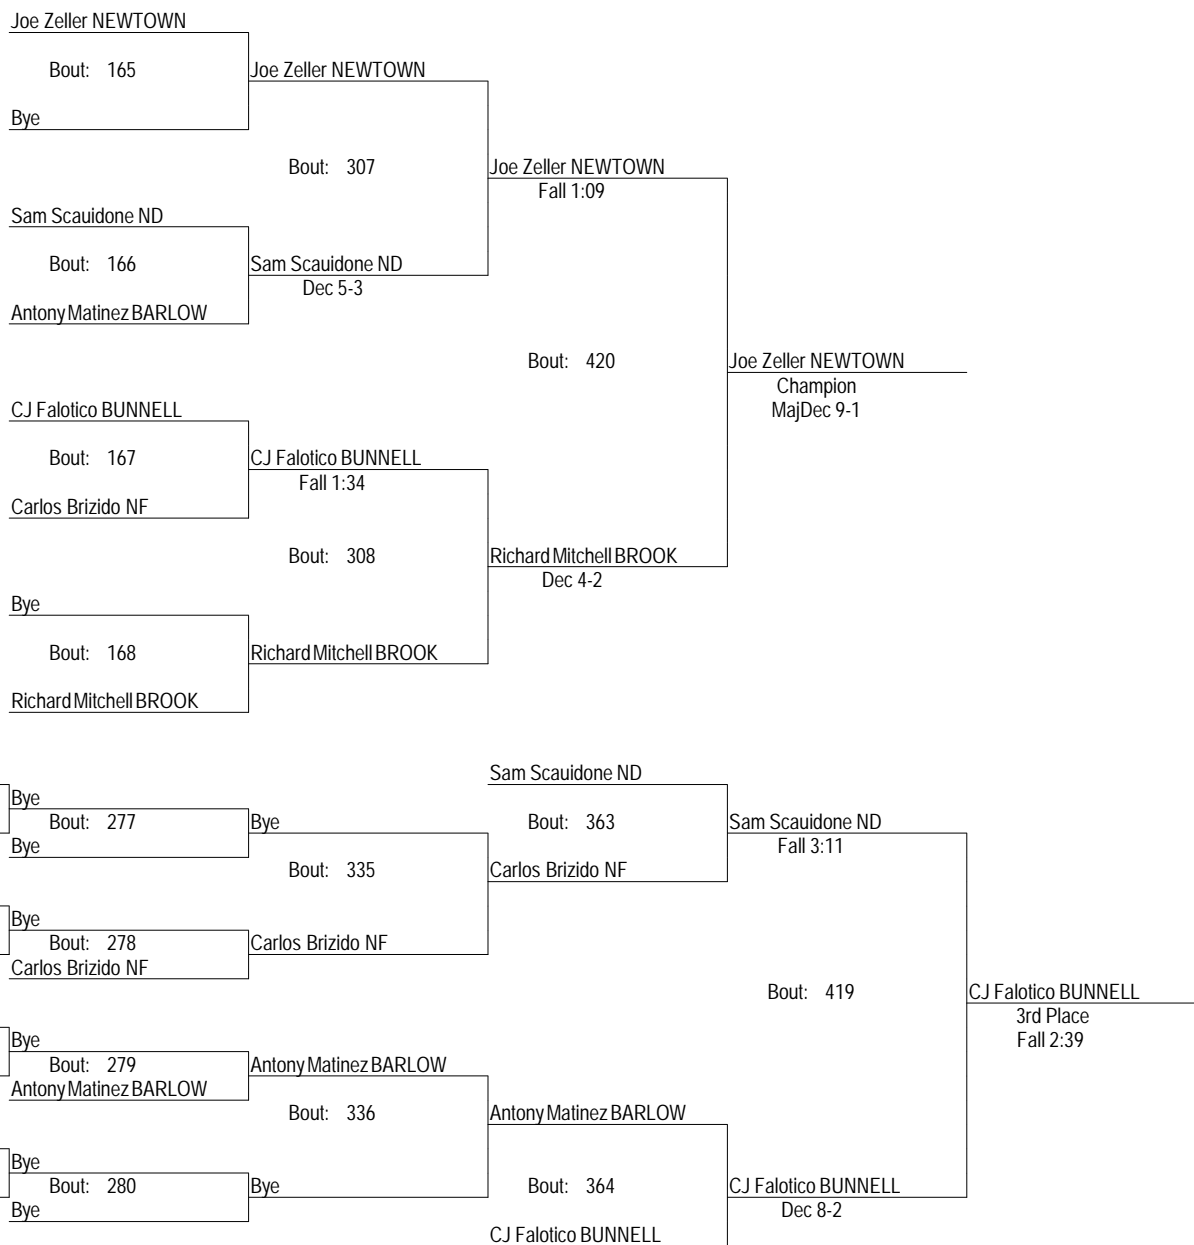 Joe Zeller NEWTOWN
Bout: 165 Joe Zeller NEWTOWN
Bye
Bout: 307 Joe Zeller NEWTOWN
Fall 1:09
Sam Scauidone ND
Bout: 166 Sam Scauidone ND
Dec 5-3
Antony Matinez BARLOW
Bout: 420 Joe Zeller NEWTOWN
Champion
MajDec 9-1
CJ Falotico BUNNELL
Bout: 167 CJ Falotico BUNNELL
Fall 1:34
Carlos Brizido NF
Bout: 308 Richard Mitchell BROOK
Dec 4-2
Bye
Bout: 168 Richard Mitchell BROOK
Richard Mitchell BROOK
Sam Scauidone ND
Bye
Bout: 277 Bye Bout: 363 Sam Scauidone ND
Bye Fall 3:11
Bout: 335 Carlos Brizido NF
Bye
Bout: 278 Carlos Brizido NF
Carlos Brizido NF
Bout: 419 CJ Falotico BUNNELL
3rd Place
Bye Fall 2:39
Bout: 279 Antony Matinez BARLOW
Antony Matinez BARLOW
Bout: 336 Antony Matinez BARLOW
Bye
Bout: 280 Bye Bout: 364 CJ Falotico BUNNELL
Bye Dec 8-2
CJ Falotico BUNNELL